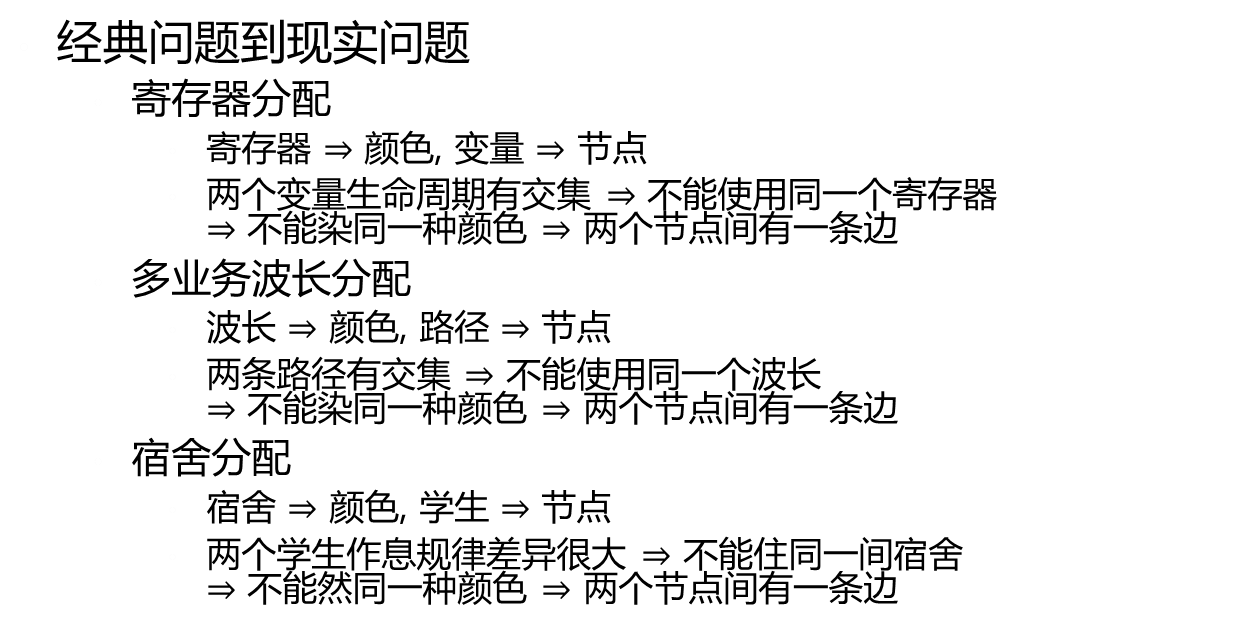 经典问题到现实问题
寄存器分配
寄存器 ⇒ 颜色, 变量 ⇒ 节点
两个变量生命周期有交集 ⇒ 不能使用同一个寄存器
⇒ 不能染同一种颜色 ⇒ 两个节点间有一条边
多业务波长分配
波长 ⇒ 颜色, 路径 ⇒ 节点
两条路径有交集 ⇒ 不能使用同一个波长
⇒ 不能染同一种颜色 ⇒ 两个节点间有一条边
宿舍分配
宿舍 ⇒ 颜色, 学生 ⇒ 节点
两个学生作息规律差异很大 ⇒ 不能住同一间宿舍
⇒ 不能然同一种颜色 ⇒ 两个节点间有一条边